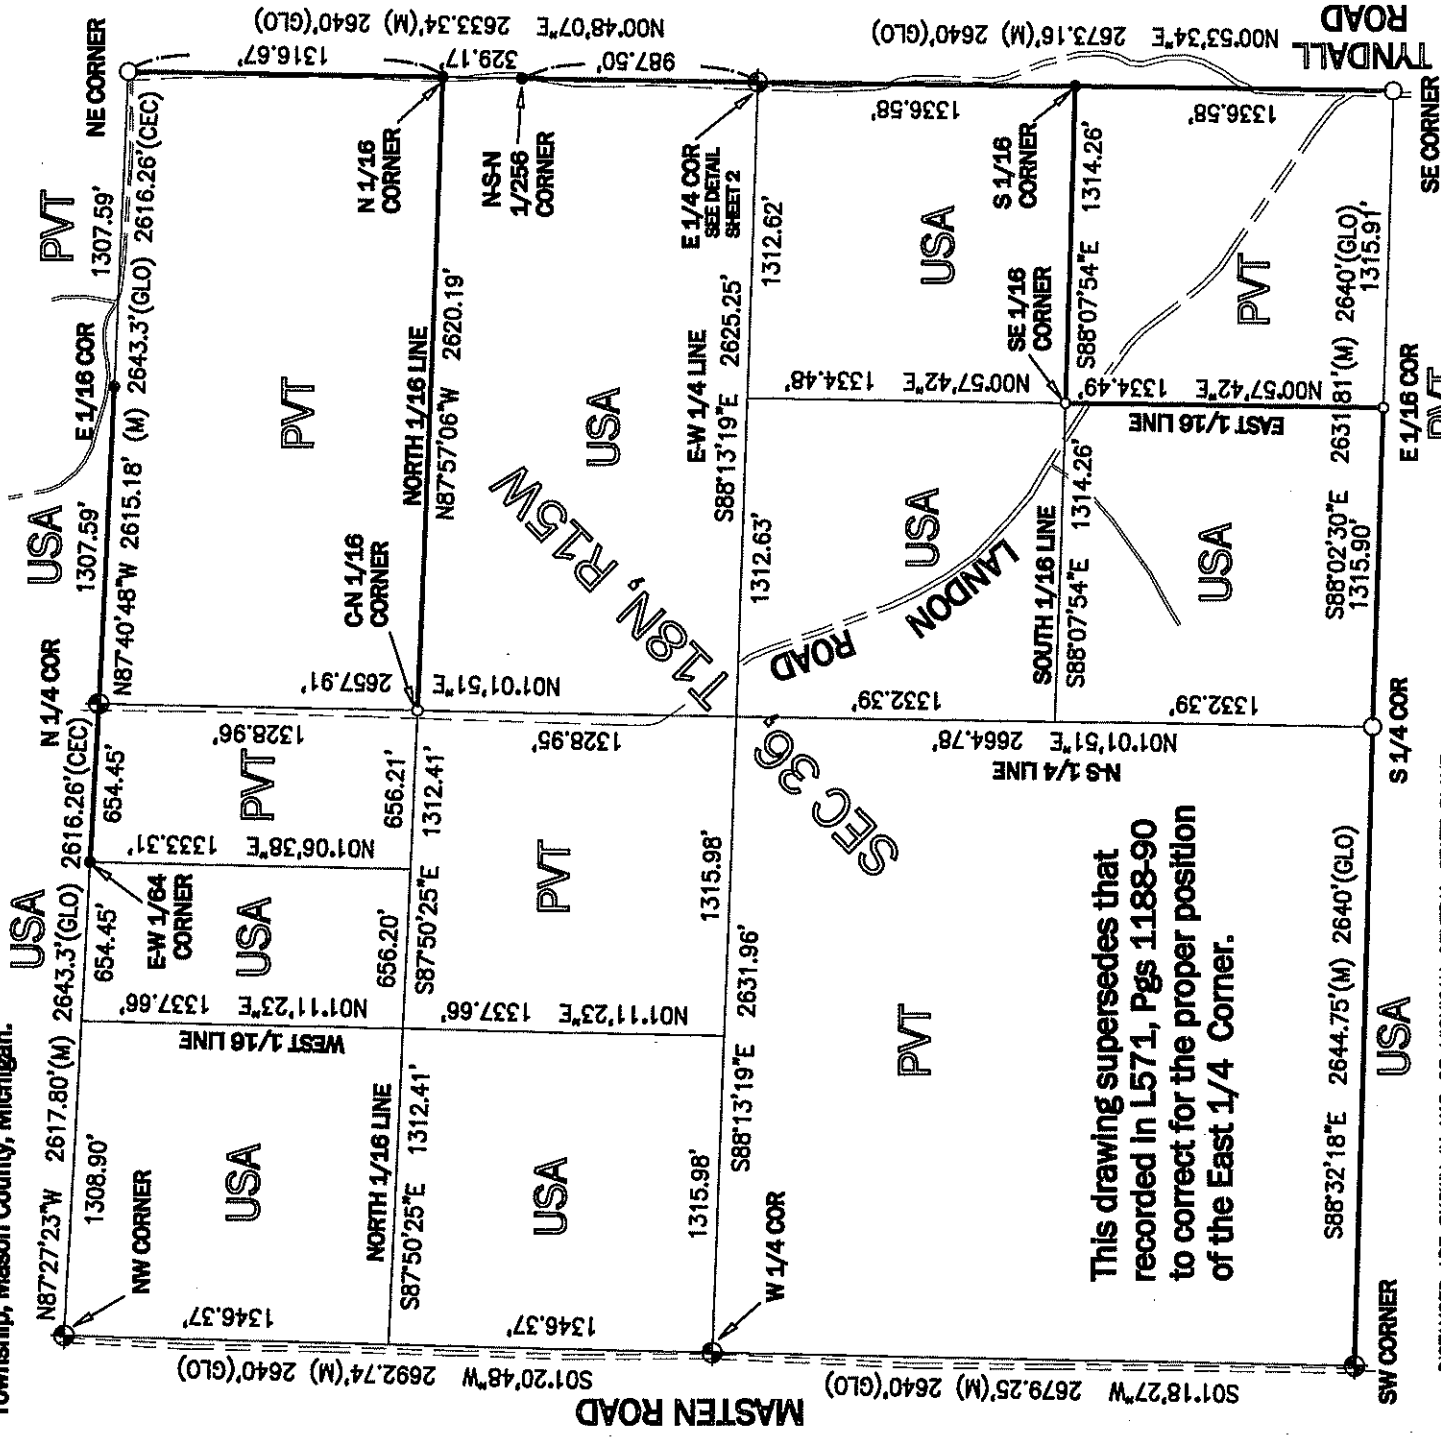 Township, Mason County, Michigan.
USA
USA
PVT
N87°27'23"W 2617.80'(M) 2643.3'(GLO) 2616.26'(CEC)
N 1/4 COR
N87°40'48"W 2615.18' (M) 2643.3'(GLO) 2616.26'(CEC)
NE CORNER
1308.90'
654.45'
654.45'
1307.59'
E 1/16 COR
1307.59'
NW CORNER
E-W 1/64
CORNER
C-N 1/16
CORNER
N 1/16
CORNER
N-S-N
1/256
CORNER
1346.37'
USA
N01°11'23"E 1337.66'
WEST 1/16 LINE
USA
N01°06'38"E 1333.31'
PVT
1328.96'
N01°01'51"E 2657.91'
PVT
1316.67'
N00°48'07"E 2633.34'(M) 2640'(GLO)
NORTH 1/16 LINE
656.20'
656.21'
NORTH 1/16 LINE
S87°50'25"E 1312.41'
S87°50'25"E 1312.41'
N87°57'06"W 2620.19'
329.17'
S01°20'48"W 2692.74'(M) 2640'(GLO)
1346.37'
USA
N01°11'23"E 1337.66'
PVT
1328.95'
USA
987.50'
T18N, R15W
SEC 36,
E-W 1/4 LINE
E 1/4 COR
SEE DETAIL
SHEET 2
1315.98'
1315.98'
S88°13'19"E 2631.96'
S88°13'19"E 2625.25'
1312.63'
1312.62'
W 1/4 COR
MASTEN ROAD
S01°18'27"W 2679.25'(M) 2640'(GLO)
PVT
1332.39'
LANDON ROAD
USA
N00°57'42"E 1334.48'
USA
1336.58'
N00°53'34"E 2673.16'(M) 2640'(GLO)
SE 1/16
CORNER
S 1/16
CORNER
SOUTH 1/16 LINE
S88°07'54"E 1314.26'
S88°07'54"E 1314.26'
N01°01'51"E 2664.78'
N-S 1/4 LINE
1332.39'
USA
N00°57'42"E 1334.49'
EAST 1/16 LINE
PVT
1336.58'
This drawing supersedes that
recorded in L571, Pgs 1188-90
to correct for the proper position
of the East 1/4 Corner.
S88°32'18"E 2644.75'(M) 2640'(GLO)
S88°02'30"E 2631.81'(M) 2640'(GLO)
1315.90'
1315.91'
TYNDALL
ROAD
SW CORNER
USA
S 1/4 COR
E 1/16 COR
PVT
SE CORNER